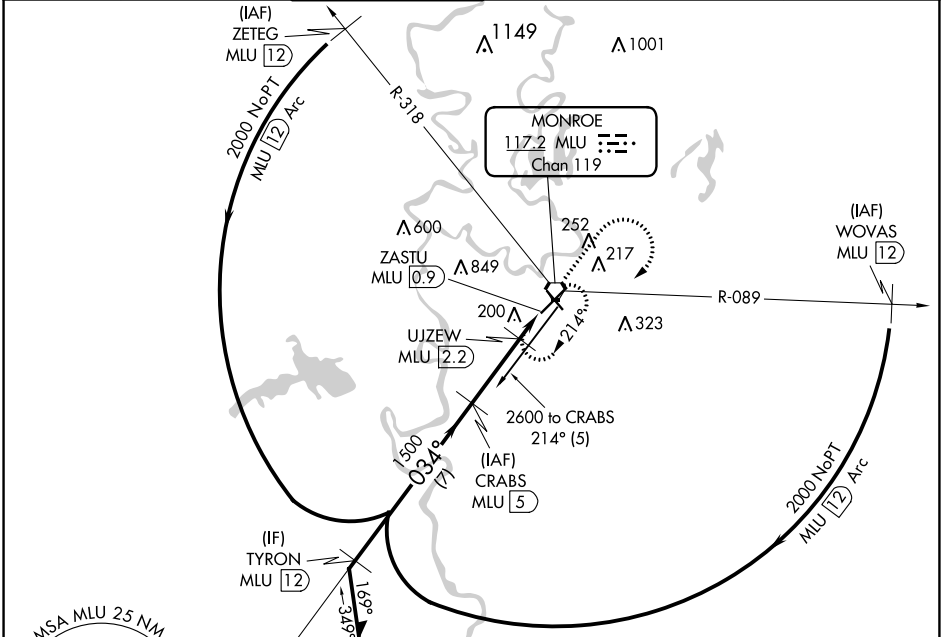 (IAF)
ZETEG
MLU 12
1149
1001
R-318
2000 NoPT
MLU 12 Arc
MONROE
117.2 MLU
Chan 119
(IAF)
WOVAS
MLU 12
600
252
217
ZASTU
MLU 0.9
849
R-089
200
323
214°
UJZEW
MLU 2.2
2600 to CRABS
214° (5)
1500
034°
(7)
(IAF)
CRABS
MLU 5
2000 NoPT
MLU 12 Arc
(IF)
TYRON
MLU 12
169°
349°
MSA MLU 25 NM